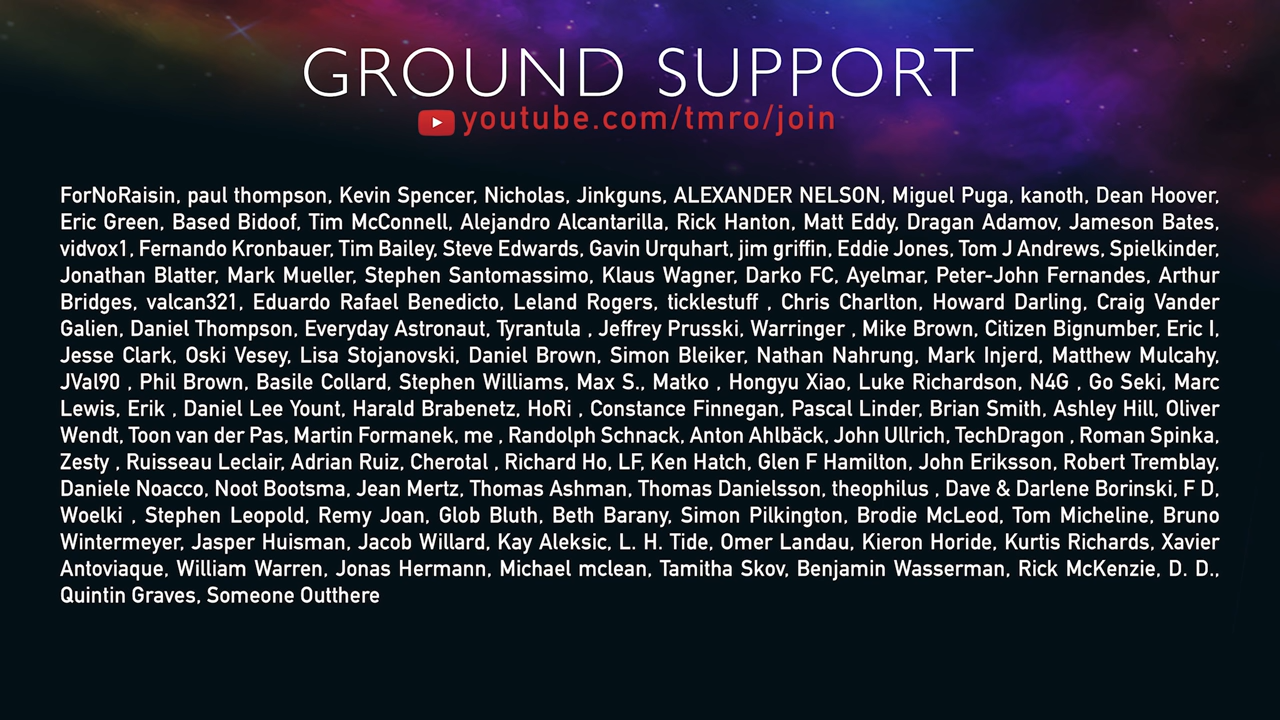 GROUND SUPPORT
youtube.com/tmro/join
ForNoRaisin, paul thompson, Kevin Spencer, Nicholas, Jinkguns, ALEXANDER NELSON, Miguel Puga, kanoth, Dean Hoover,
Eric Green, Based Bidoof, Tim McConnell, Alejandro Alcantarilla, Rick Hanton, Matt Eddy, Dragan Adamov, Jameson Bates,
vidvox1, Fernando Kronbauer, Tim Bailey, Steve Edwards, Gavin Urquhart, jim griffin, Eddie Jones, Tom J Andrews, Spielkinder,
Jonathan Blatter, Mark Mueller, Stephen Santomassimo, Klaus Wagner, Darko FC, Ayelmar, Peter-John Fernandes, Arthur
Bridges, valcan321, Eduardo Rafael Benedicto, Leland Rogers, ticklestuff , Chris Charlton, Howard Darling, Craig Vander
Galien, Daniel Thompson, Everyday Astronaut, Tyrantula , Jeffrey Prusski, Warringer , Mike Brown, Citizen Bignumber, Eric I,
Jesse Clark, Oski Vesey, Lisa Stojanovski, Daniel Brown, Simon Bleiker, Nathan Nahrung, Mark Injerd, Matthew Mulcahy,
JVal90 , Phil Brown, Basile Collard, Stephen Williams, Max S., Matko , Hongyu Xiao, Luke Richardson, N4G , Go Seki, Marc
Lewis, Erik , Daniel Lee Yount, Harald Brabenetz, HoRi , Constance Finnegan, Pascal Linder, Brian Smith, Ashley Hill, Oliver
Wendt, Toon van der Pas, Martin Formanek, me , Randolph Schnack, Anton Ahlbäck, John Ullrich, TechDragon , Roman Spinka,
Zesty , Ruisseau Leclair, Adrian Ruiz, Cherotal , Richard Ho, LF, Ken Hatch, Glen F Hamilton, John Eriksson, Robert Tremblay,
Daniele Noacco, Noot Bootsma, Jean Mertz, Thomas Ashman, Thomas Danielsson, theophilus , Dave & Darlene Borinski, F D,
Woelki , Stephen Leopold, Remy Joan, Glob Bluth, Beth Barany, Simon Pilkington, Brodie McLeod, Tom Micheline, Bruno
Wintermeyer, Jasper Huisman, Jacob Willard, Kay Aleksic, L. H. Tide, Omer Landau, Kieron Horide, Kurtis Richards, Xavier
Antoviaque, William Warren, Jonas Hermann, Michael mclean, Tamitha Skov, Benjamin Wasserman, Rick McKenzie, D. D.,
Quintin Graves, Someone Outthere